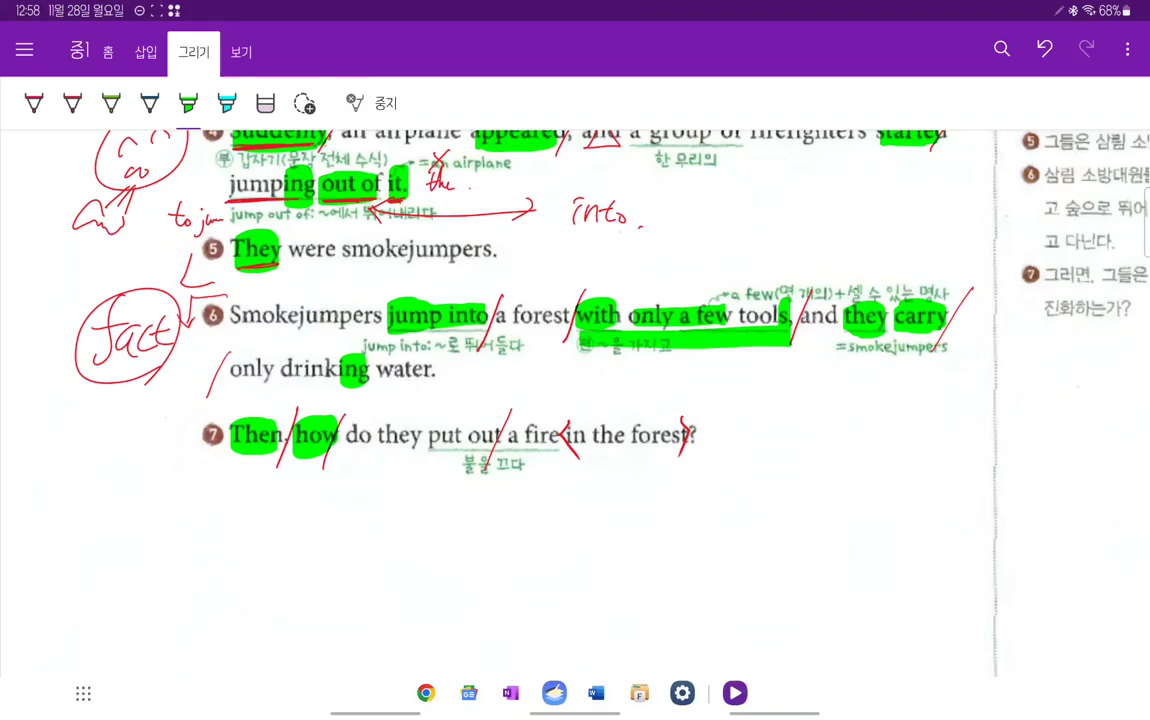 12:58 11월 28일 월요일 68%
중1 홈 삽입 그리기 보기
중지
4 Suddenly, an airplane appeared, and a group of firefighters started
부 갑자기(문장 전체 수식) =an airplane 한 무리의
jumping out of it. the
to jum jump out of: ~에서 뛰어내리다 into.
5 They were smokejumpers.
a few(몇 개의)+셀 수 있는 명사
fact
6 Smokejumpers jump into a forest with only a few tools, and they carry
jump into: ~로 뛰어들다 전 ~을 가지고 =smokejumpers
only drinking water.
7 Then, how do they put out a fire in the forest?
불을 끄다
5 그들은 삼림 소
6 삼림 소방대원
고 숲으로 뛰어
고 다닌다.
7 그러면, 그들은
진화하는가?